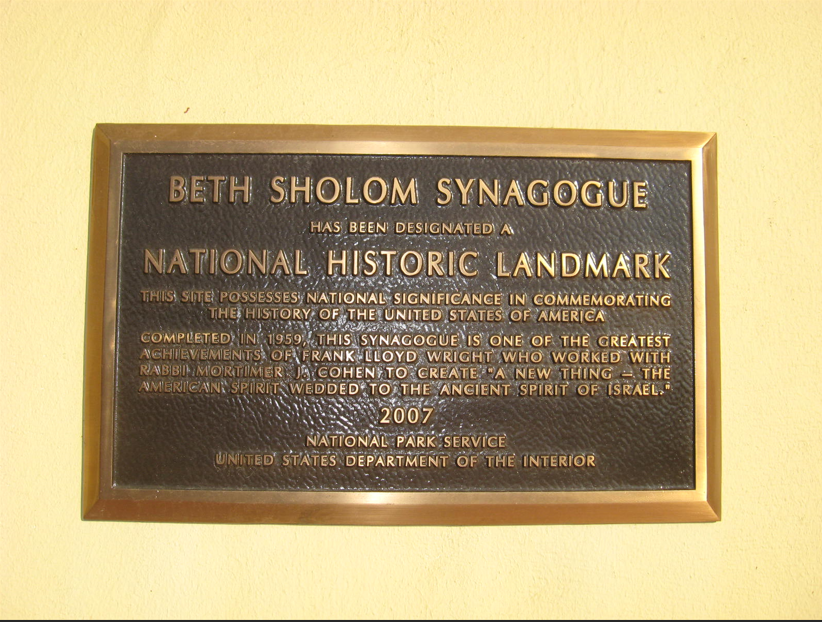 BETH SHOLOM SYNAGOGUE
HAS BEEN DESIGNATED A
NATIONAL HISTORIC LANDMARK
THIS SITE POSSESSES NATIONAL SIGNIFICANCE IN COMMEMORATING
THE HISTORY OF THE UNITED STATES OF AMERICA
COMPLETED IN 1959, THIS SYNAGOGUE IS ONE OF THE GREATEST
ACHIEVEMENTS OF FRANK LLOYD WRIGHT WHO WORKED WITH
RABBI MORTIMER J. COHEN TO CREATE "A NEW THING – THE
AMERICAN SPIRIT WEDDED TO THE ANCIENT SPIRIT OF ISRAEL."
2007
NATIONAL PARK SERVICE
UNITED STATES DEPARTMENT OF THE INTERIOR